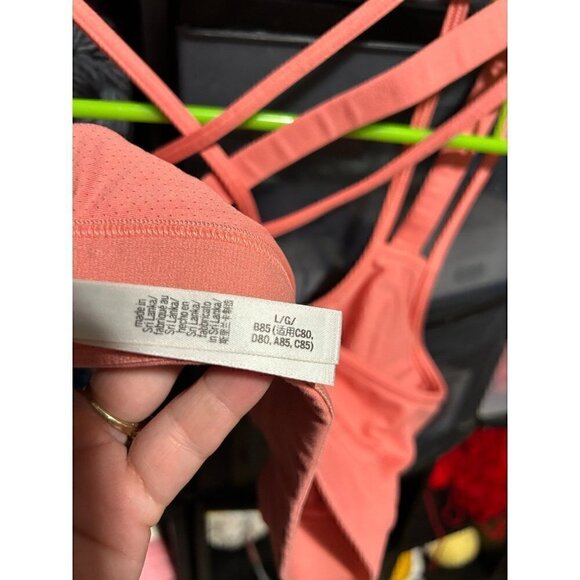 made in
Sri Lanka/
fabriqué au
Sri Lanka/
hecho en
Sri Lanka/
fabricato
in Sri Lanka/
斯里兰卡制造
L/G/
B85 (适用C80,
D80, A85, C85)